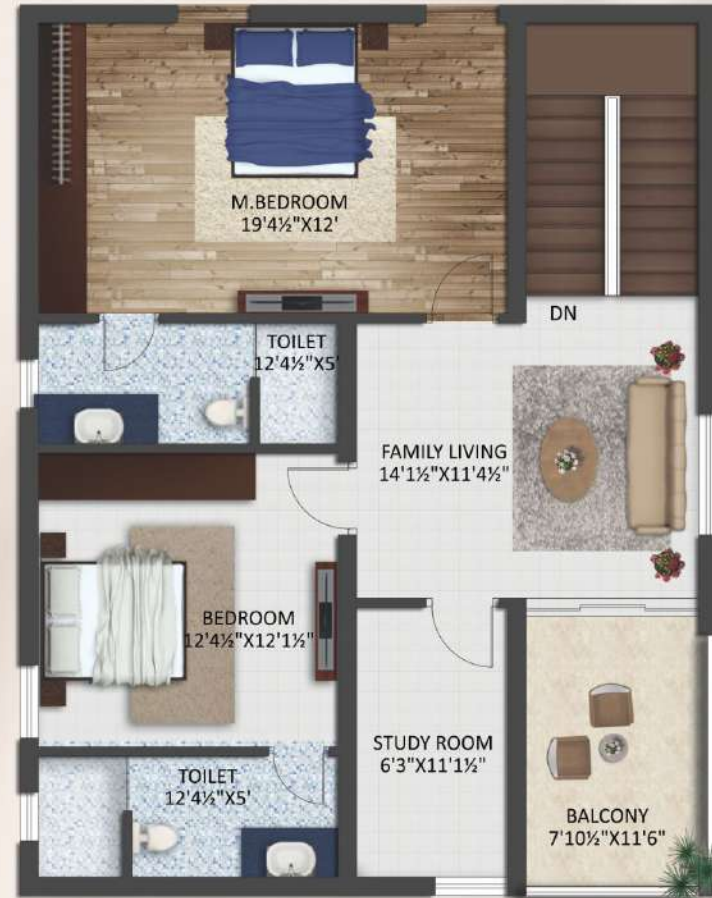 M.BEDROOM
19'4½"X12'
DN
TOILET
12'4½"X5'
FAMILY LIVING
14'1½"X11'4½"
BEDROOM
12'4½"X12'1½"
STUDY ROOM
6'3"X11'1½"
TOILET
12'4½"X5'
BALCONY
7'10½"X11'6"